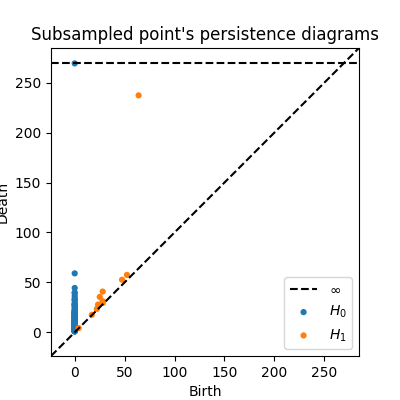 Subsampled point's persistence diagrams
250
200
150
100
50
0
Death
0 50 100 150 200 250
Birth
∞
H₀
H₁